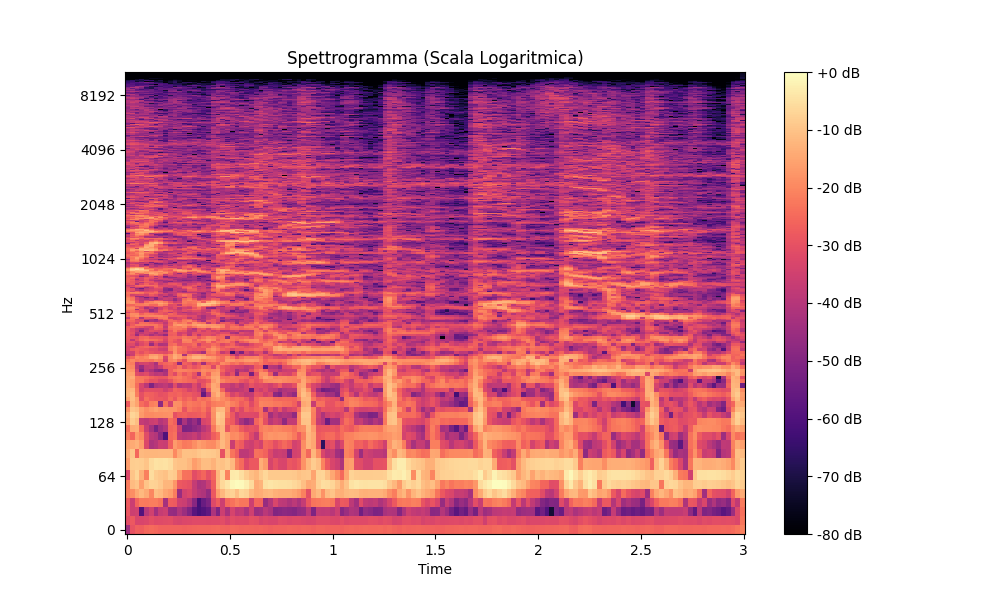 Spettrogramma (Scala Logaritmica)
Hz
8192
4096
2048
1024
512
256
128
64
0
0 0.5 1 1.5 2 2.5 3
Time
+0 dB
-10 dB
-20 dB
-30 dB
-40 dB
-50 dB
-60 dB
-70 dB
-80 dB